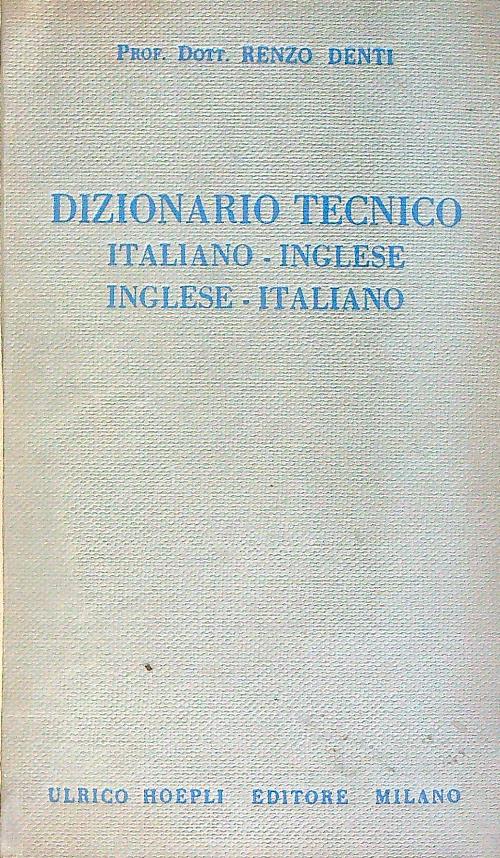 Prof. Dott. RENZO DENTI
DIZIONARIO TECNICO
ITALIANO - INGLESE
INGLESE - ITALIANO
ULRICO HOEPLI EDITORE MILANO